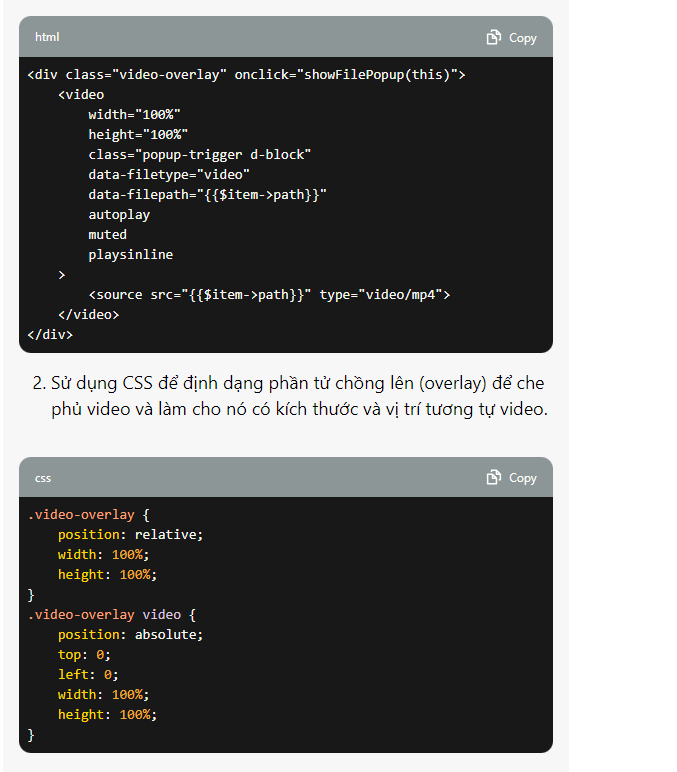 html
Copy
<div class="video-overlay" onclick="showFilePopup(this)">
    <video
        width="100%"
        height="100%"
        class="popup-trigger d-block"
        data-filetype="video"
        data-filepath="{{$item->path}}"
        autoplay
        muted
        playsinline
    >
        <source src="{{$item->path}}" type="video/mp4">
    </video>
</div>
2. Sử dụng CSS để định dạng phần tử chồng lên (overlay) để che
phủ video và làm cho nó có kích thước và vị trí tương tự video.
css
Copy
.video-overlay {
    position: relative;
    width: 100%;
    height: 100%;
}
.video-overlay video {
    position: absolute;
    top: 0;
    left: 0;
    width: 100%;
    height: 100%;
}